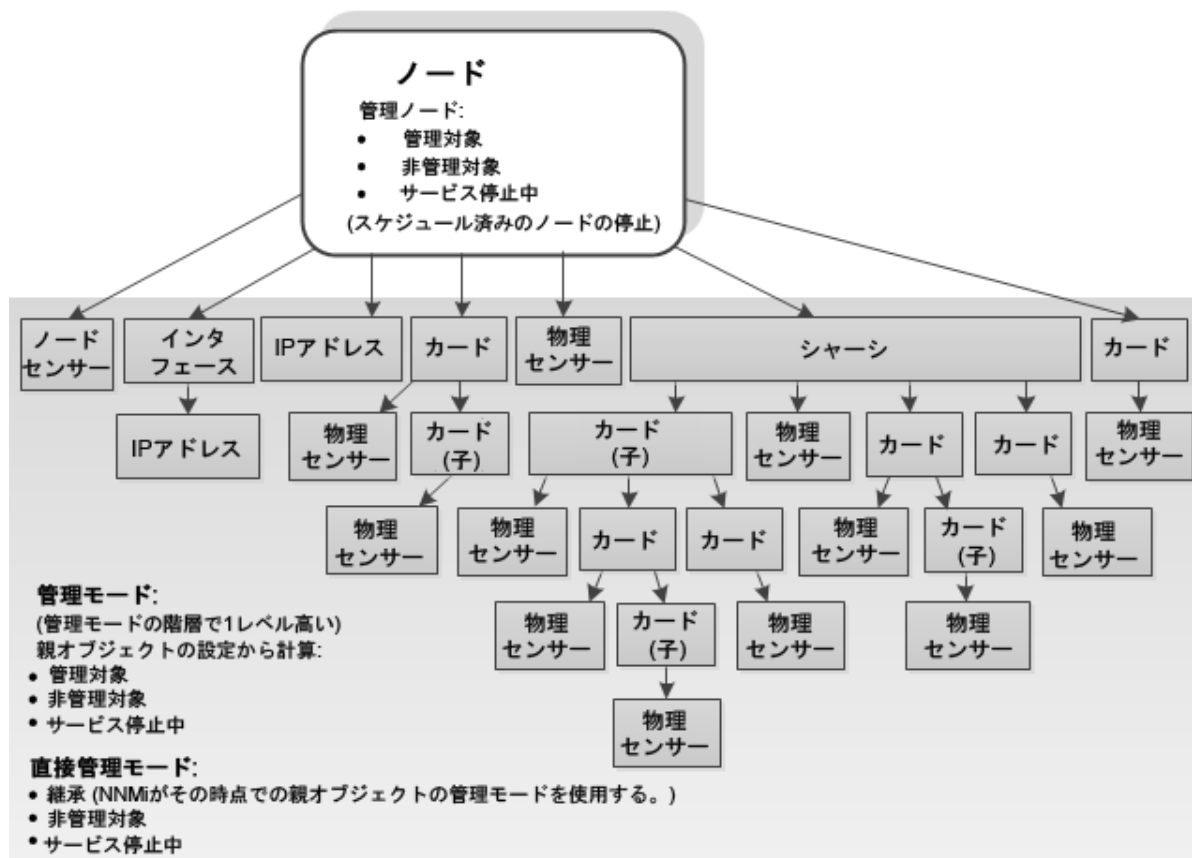 ノード
管理ノード:
• 管理対象
• 非管理対象
• サービス停止中
(スケジュール済みのノードの停止)
ノード
センサー
インタ
フェース
IPアドレス
カード
物理
センサー
シャーシ
カード
IPアドレス
物理
センサー
カード
(子)
カード
(子)
物理
センサー
カード
カード
物理
センサー
物理
センサー
物理
センサー
カード
カード
物理
センサー
カード
(子)
物理
センサー
物理
センサー
カード
(子)
物理
センサー
物理
センサー
物理
センサー
管理モード:
(管理モードの階層で1レベル高い)
親オブジェクトの設定から計算:
• 管理対象
• 非管理対象
• サービス停止中
直接管理モード:
• 継承 (NNMiがその時点での親オブジェクトの管理モードを使用する。)
• 非管理対象
• サービス停止中